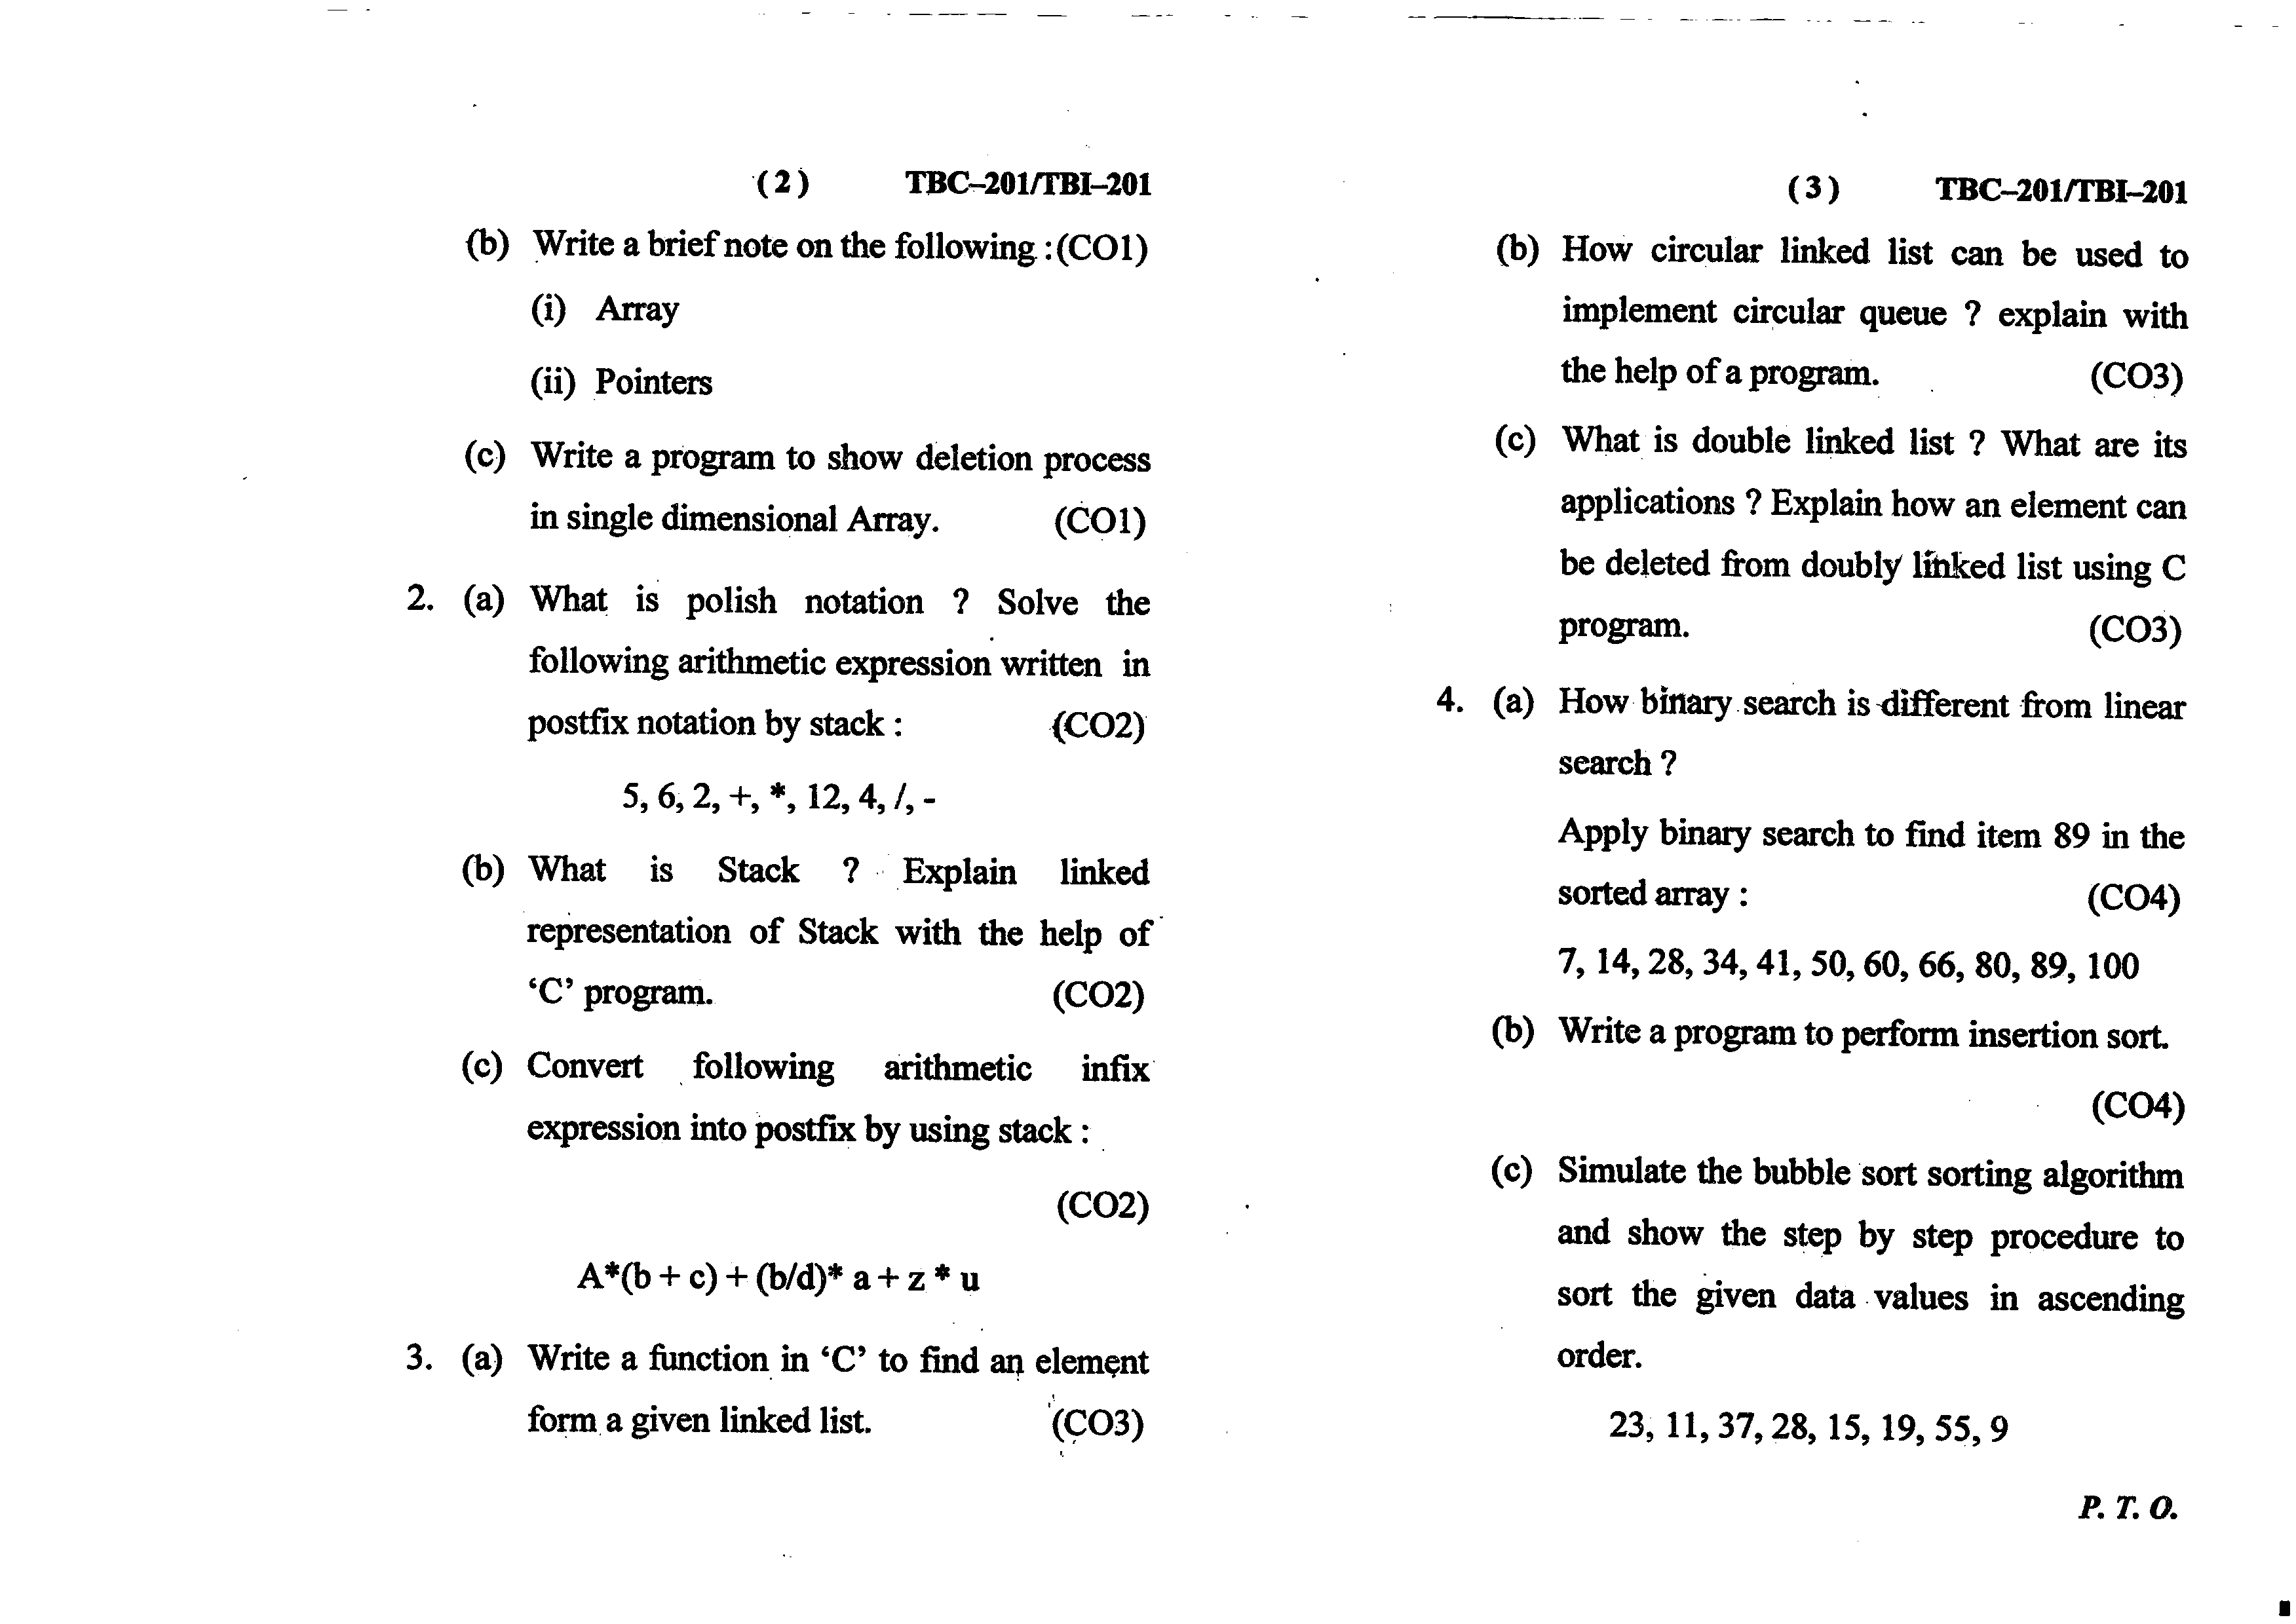 (2) TBC–201/TBI–201
(b) Write a brief note on the following : (CO1)
(i) Array
(ii) Pointers
(c) Write a program to show deletion process
in single dimensional Array. (CO1)
2. (a) What is polish notation ? Solve the
following arithmetic expression written in
postfix notation by stack : (CO2)
5, 6, 2, +, *, 12, 4, /, -
(b) What is Stack ? Explain linked
representation of Stack with the help of
‘C’ program. (CO2)
(c) Convert following arithmetic infix
expression into postfix by using stack :
(CO2)
A*(b + c) + (b/d)* a + z * u
3. (a) Write a function in ‘C’ to find an element
form a given linked list. (CO3)
(3) TBC–201/TBI–201
(b) How circular linked list can be used to
implement circular queue ? explain with
the help of a program. (CO3)
(c) What is double linked list ? What are its
applications ? Explain how an element can
be deleted from doubly linked list using C
program. (CO3)
4. (a) How binary search is different from linear
search ?
Apply binary search to find item 89 in the
sorted array : (CO4)
7, 14, 28, 34, 41, 50, 60, 66, 80, 89, 100
(b) Write a program to perform insertion sort.
(CO4)
(c) Simulate the bubble sort sorting algorithm
and show the step by step procedure to
sort the given data values in ascending
order.
23, 11, 37, 28, 15, 19, 55, 9
P. T. O.